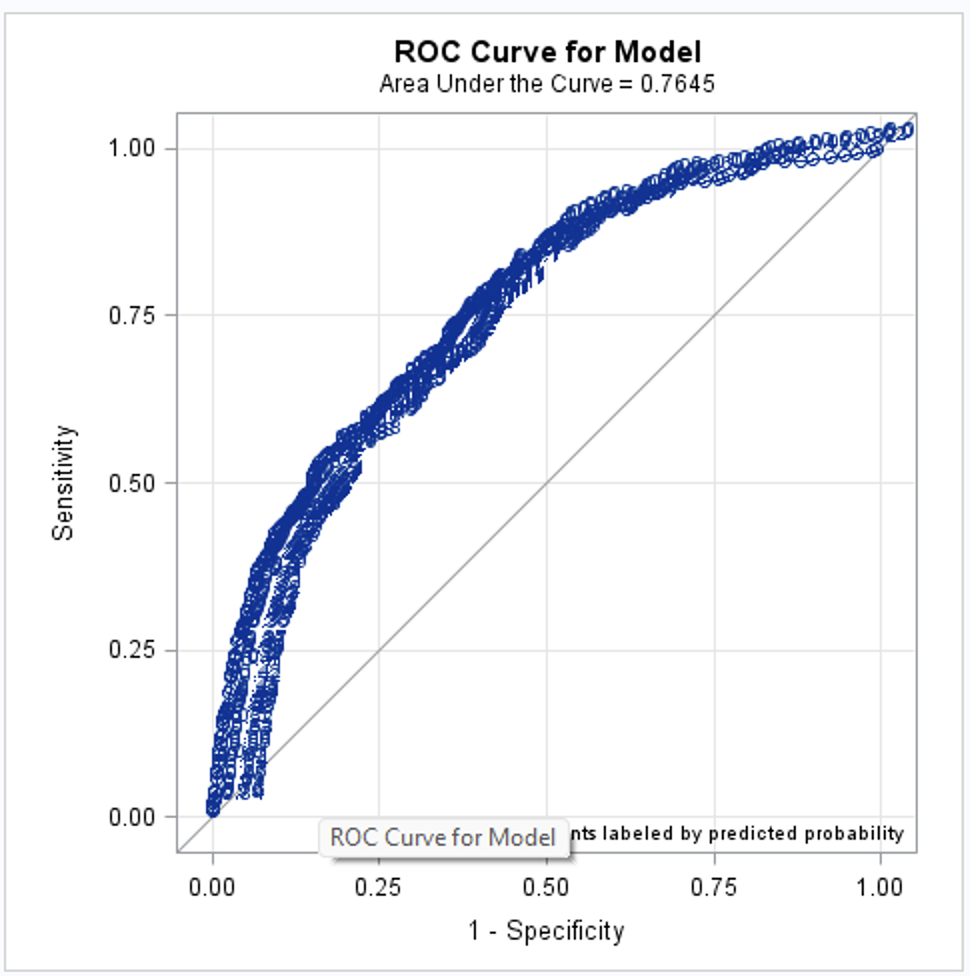 ROC Curve for Model
Area Under the Curve = 0.7645
1.00
0.75
0.50
0.25
0.00
Sensitivity
ROC Curve for Model
labeled by predicted probability
0.00 0.25 0.50 0.75 1.00
1 - Specificity